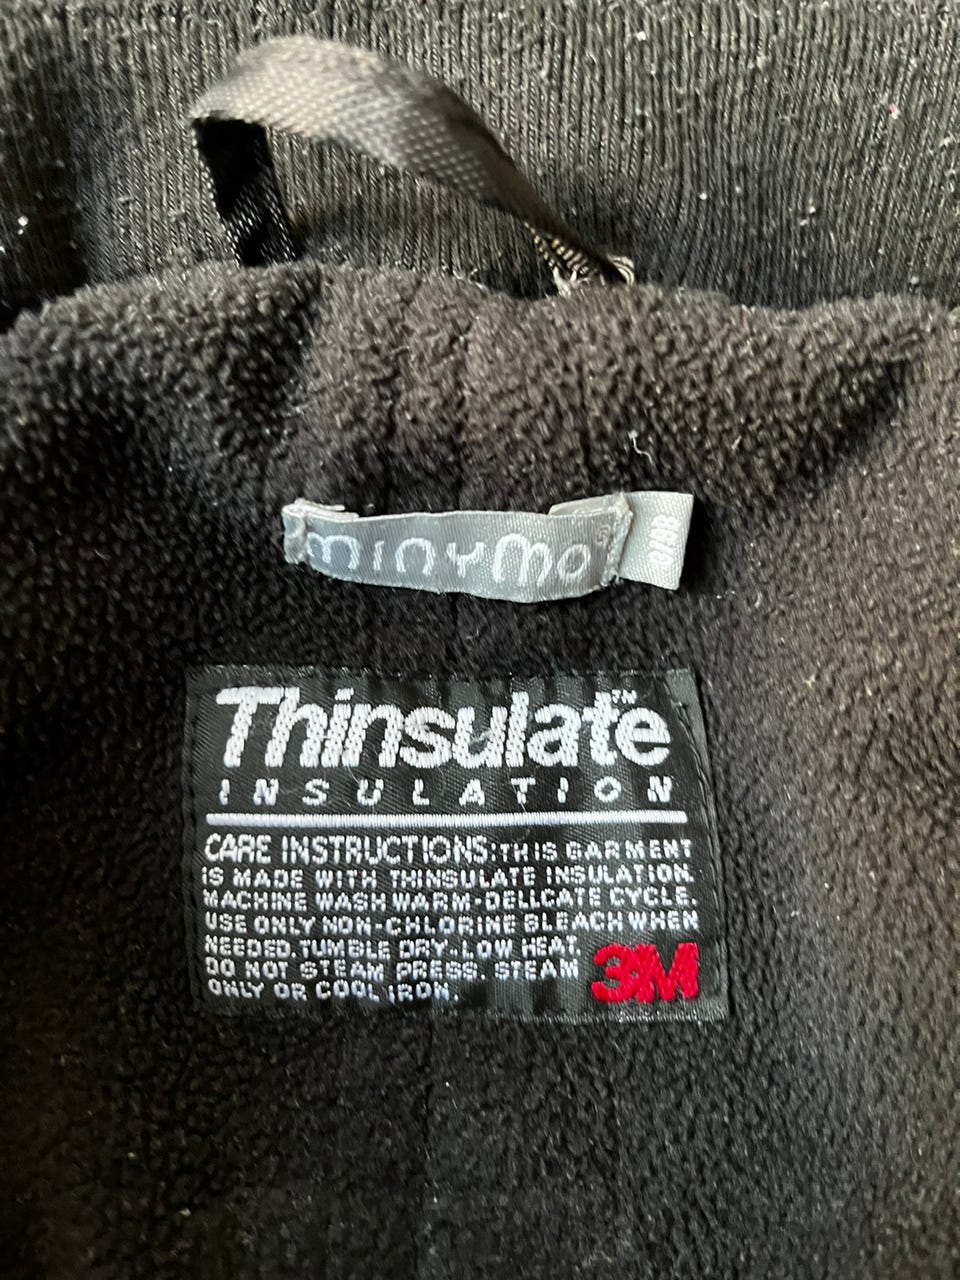 minymo
Thinsulate™
INSULATION
CARE INSTRUCTIONS: THIS GARMENT
IS MADE WITH THINSULATE INSULATION.
MACHINE WASH WARM-DELLCATE CYCLE.
USE ONLY NON-CHLORINE BLEACH WHEN
NEEDED. TUMBLE DRY-LOW HEAT
DO NOT STEAM PRESS. STEAM
ONLY OR COOL IRON.
3M